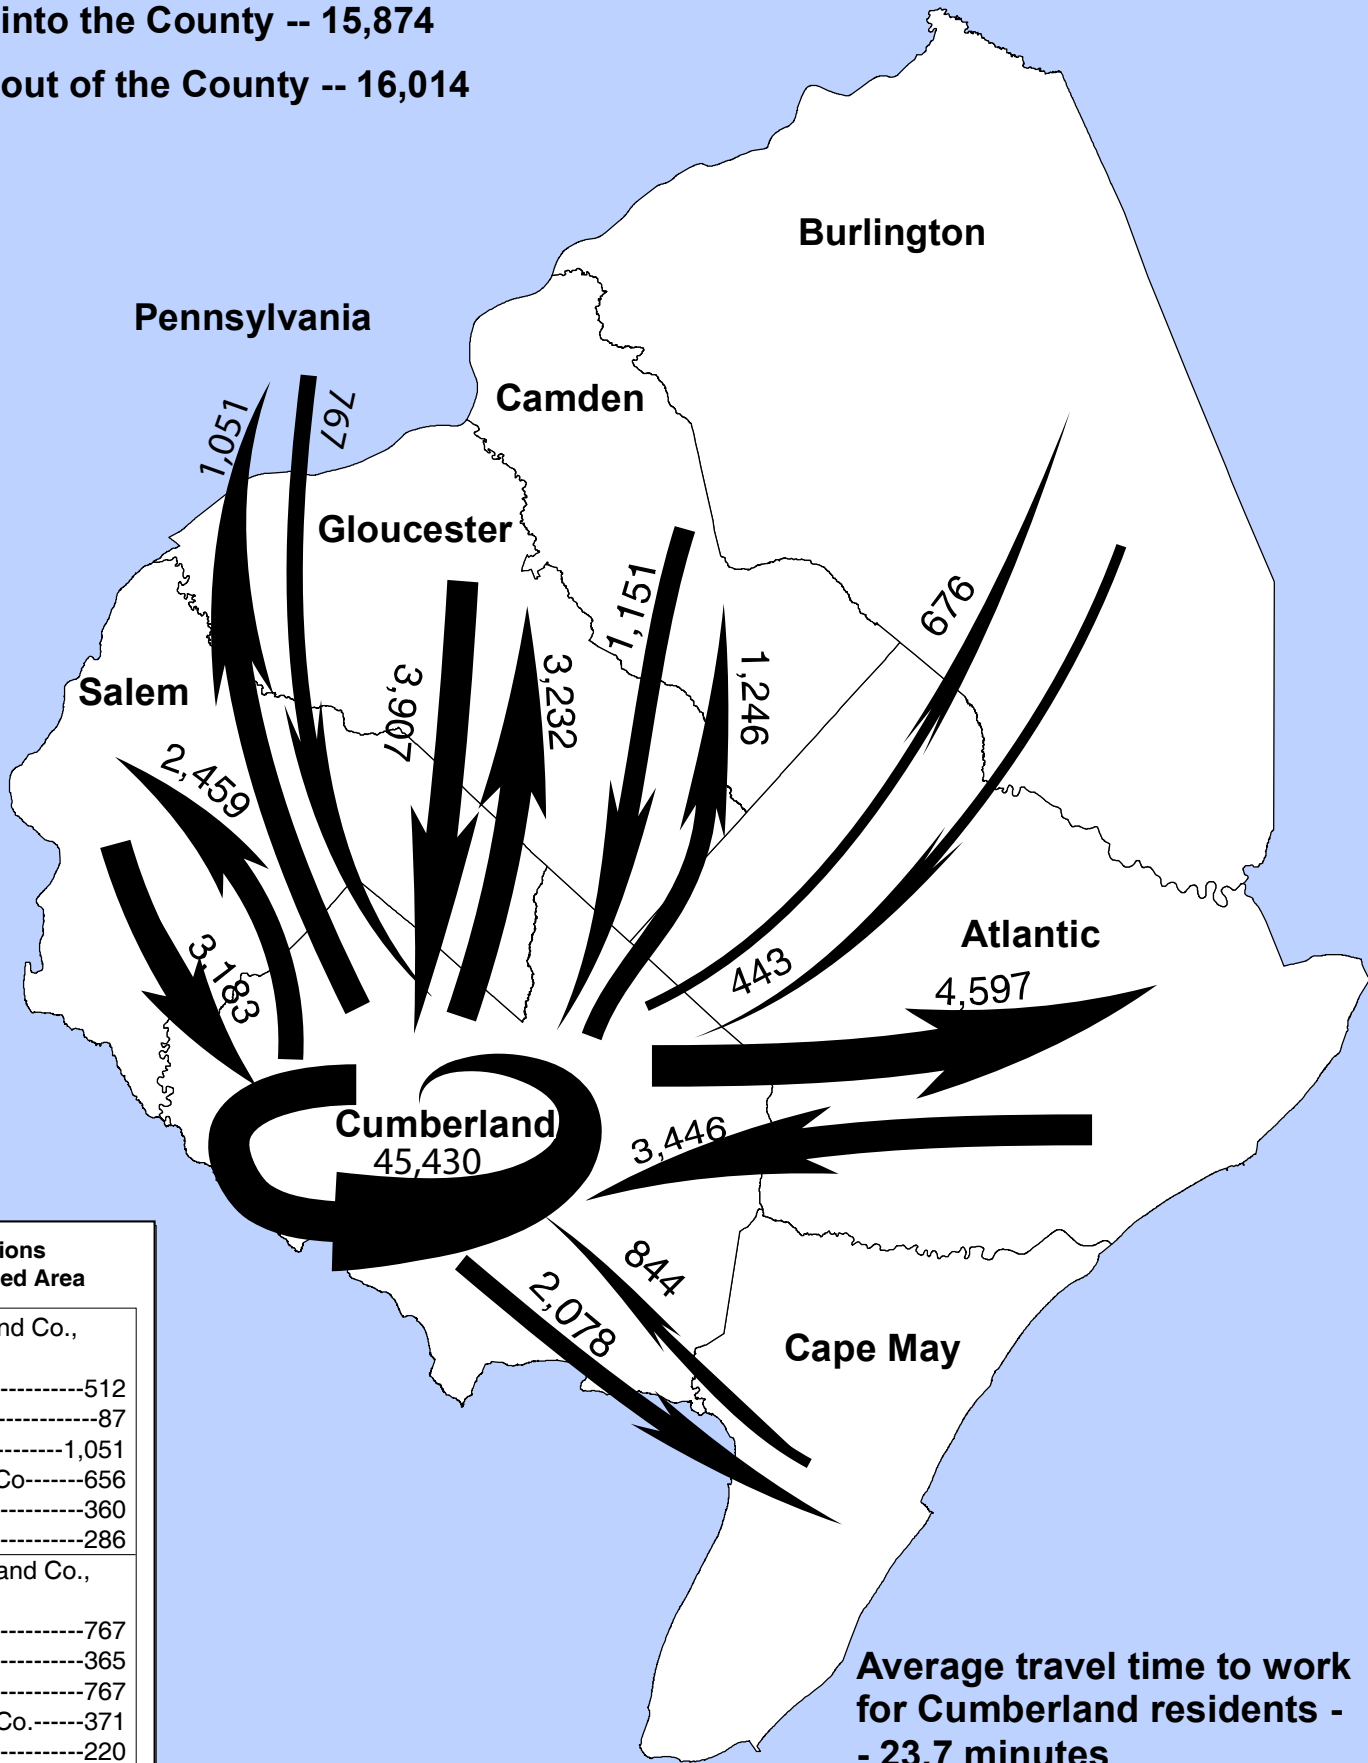 into the County -- 15,874
out of the County -- 16,014
Burlington
Pennsylvania
Camden
1,051
767
Gloucester
1,151
676
Salem
3,907
3,232
1,246
2,459
3,183
443
Atlantic
4,597
Cumberland
45,430
3,446
844
2,078
Cape May
ions
ed Area
nd Co.,
-----------512
------------87
---------1,051
Co-------656
-----------360
-----------286
and Co.,
-----------767
-----------365
-----------767
Co.------371
-----------220
Average travel time to work
for Cumberland residents -
- 23.7 minutes